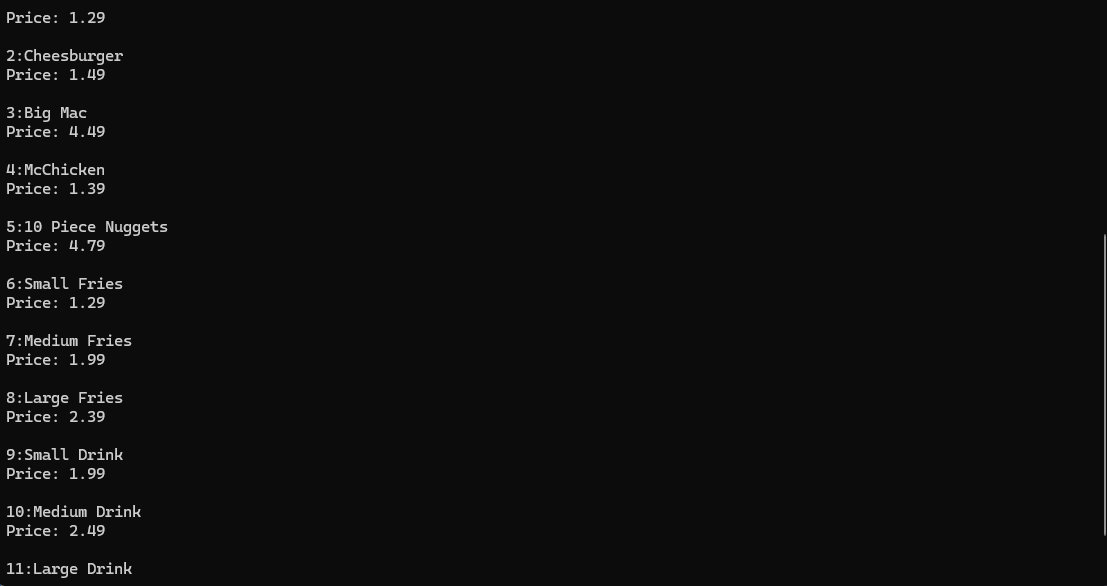 Price: 1.29
2:Cheesburger
Price: 1.49
3:Big Mac
Price: 4.49
4:McChicken
Price: 1.39
5:10 Piece Nuggets
Price: 4.79
6:Small Fries
Price: 1.29
7:Medium Fries
Price: 1.99
8:Large Fries
Price: 2.39
9:Small Drink
Price: 1.99
10:Medium Drink
Price: 2.49
11:Large Drink